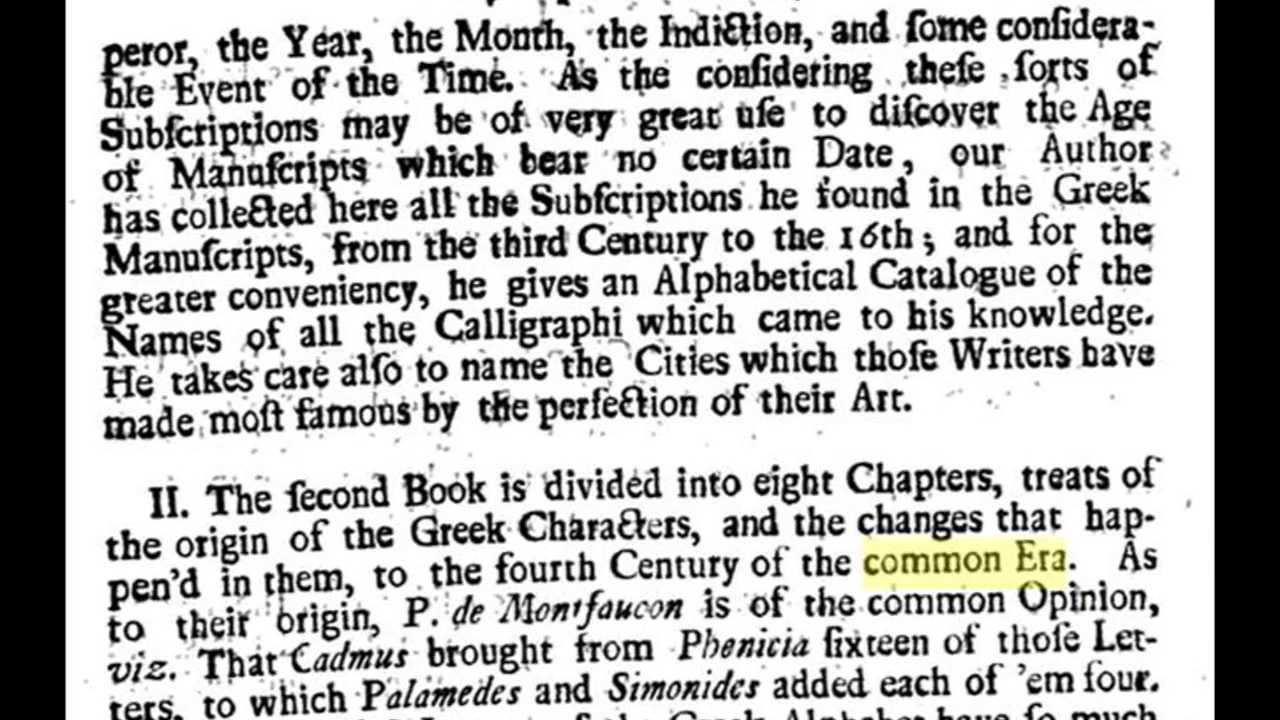 peror, the Year, the Month, the Indiction, and ſome conſidera-
ble Event of the Time. As the conſidering theſe ſorts of
Subſcriptions may be of very great uſe to diſcover the Age
of Manuſcripts which bear no certain Date, our Author
has collected here all the Subſcriptions he found in the Greek
Manuſcripts, from the third Century to the 16th; and for the
greater conveniency, he gives an Alphabetical Catalogue of the
Names of all the Calligraphi which came to his knowledge.
He takes care alſo to name the Cities which thoſe Writers have
made moſt famous by the perfection of their Art.
II. The ſecond Book is divided into eight Chapters, treats of
the origin of the Greek Characters, and the changes that hap-
pen'd in them, to the fourth Century of the common Era. As
to their origin, P. de Montfaucon is of the common Opinion,
viz. That Cadmus brought from Phenicia ſixteen of thoſe Let-
ters, to which Palamedes and Simonides added each of 'em four.
of the Greek Alphabet have ſo much